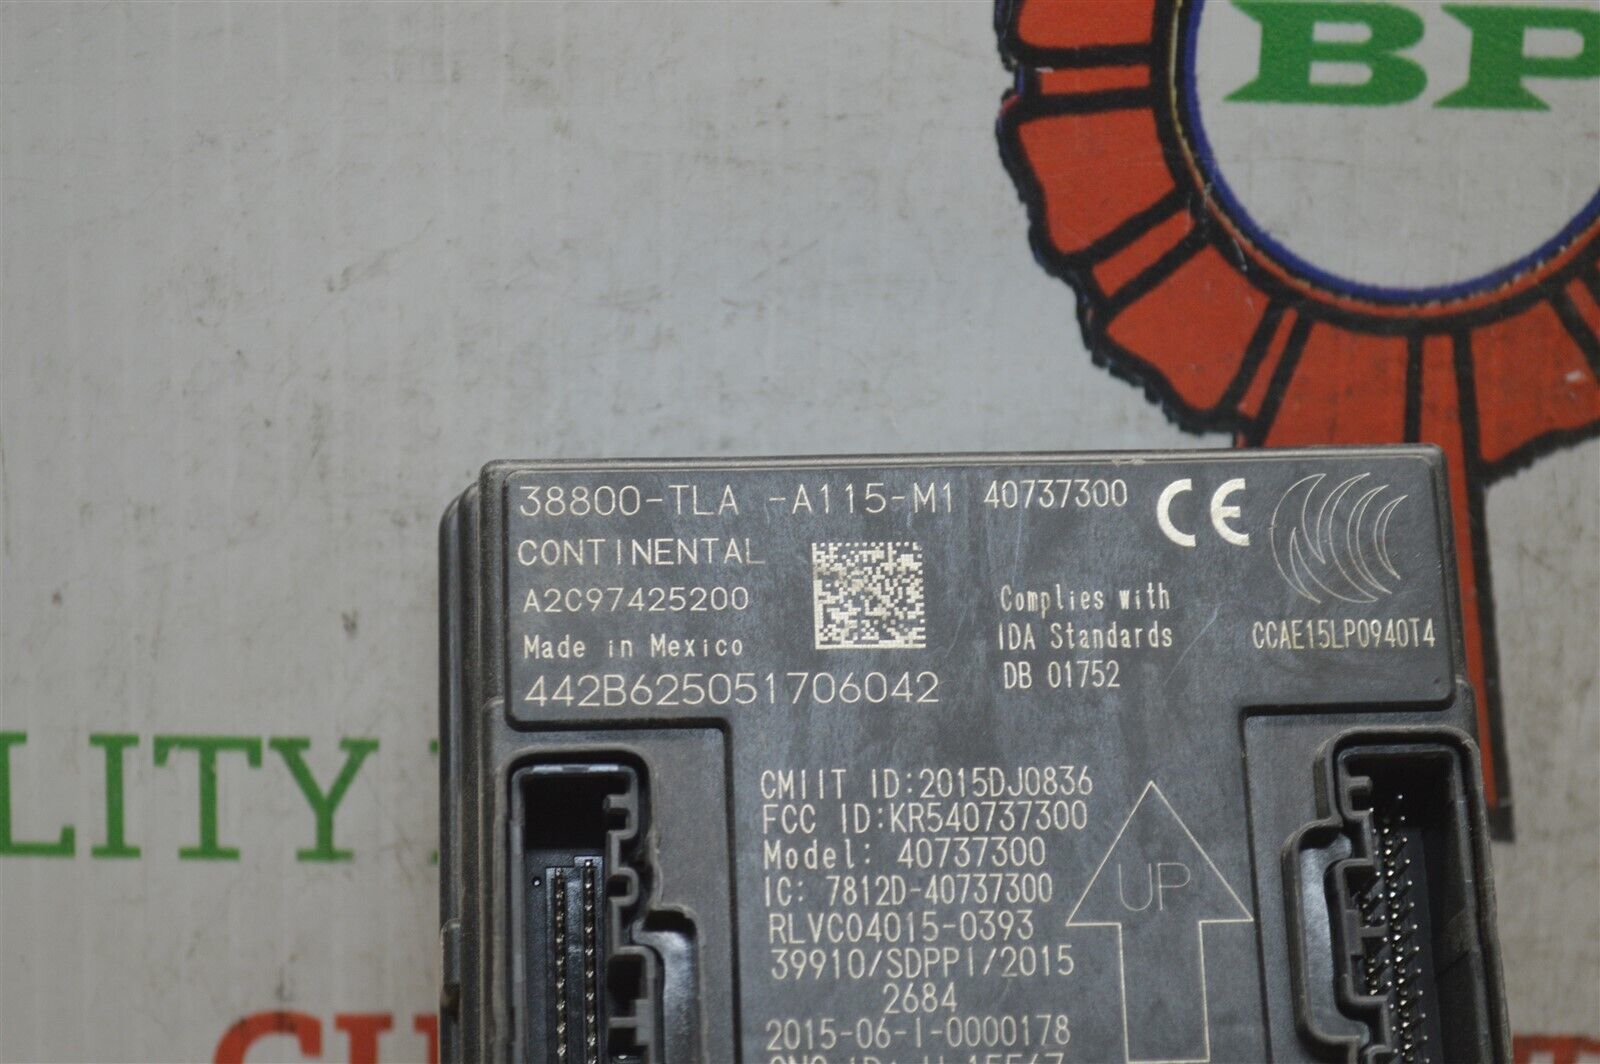 BP
38800-TLA -A115-M1 40737300 CE
CONTINENTAL
A2C97425200
Made in Mexico
442B625051706042
Complies with
IDA Standards
DB 01752
CCAE15LP0940T4
CMIIT ID:2015DJ0836
FCC ID:KR540737300
Model: 40737300
IC: 7812D-40737300
RLVC04015-0393
39910/SDPPI/2015
2684
2015-06-I-0000178
UP
LITY